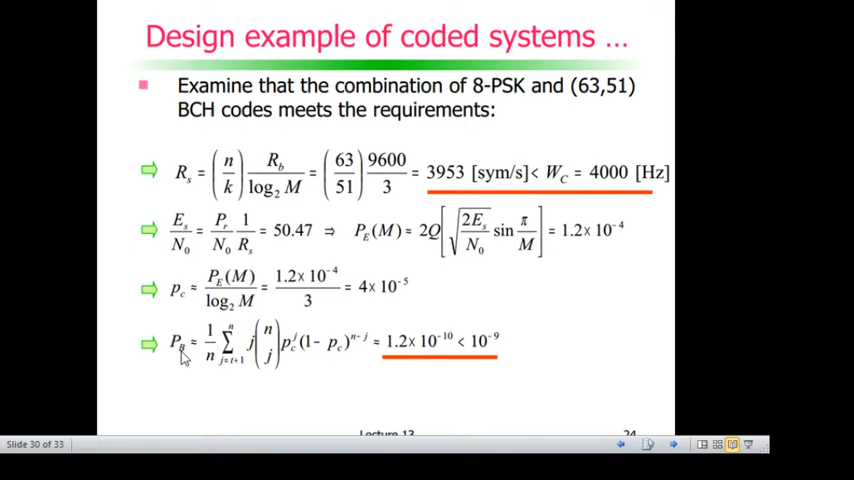 Design example of coded systems …
Examine that the combination of 8-PSK and (63,51)
BCH codes meets the requirements:
R_s = (n/k) R_b/log_2 M = (63/51) 9600/3 = 3953 [sym/s] < W_C = 4000 [Hz]
E_s/N_0 = P_r/N_0 1/R_s = 50.47 ⇒ P_E(M) ≈ 2Q[√(2E_s/N_0) sin π/M] = 1.2×10^-4
p_c ≈ P_E(M)/log_2 M = 1.2×10^-4/3 = 4×10^-5
P_B ≈ 1/n ∑_{j=t+1}^{n} j (n j) p_c^j (1 - p_c)^{n-j} ≈ 1.2×10^-10 < 10^-9
Lecture 13 24
Slide 30 of 33